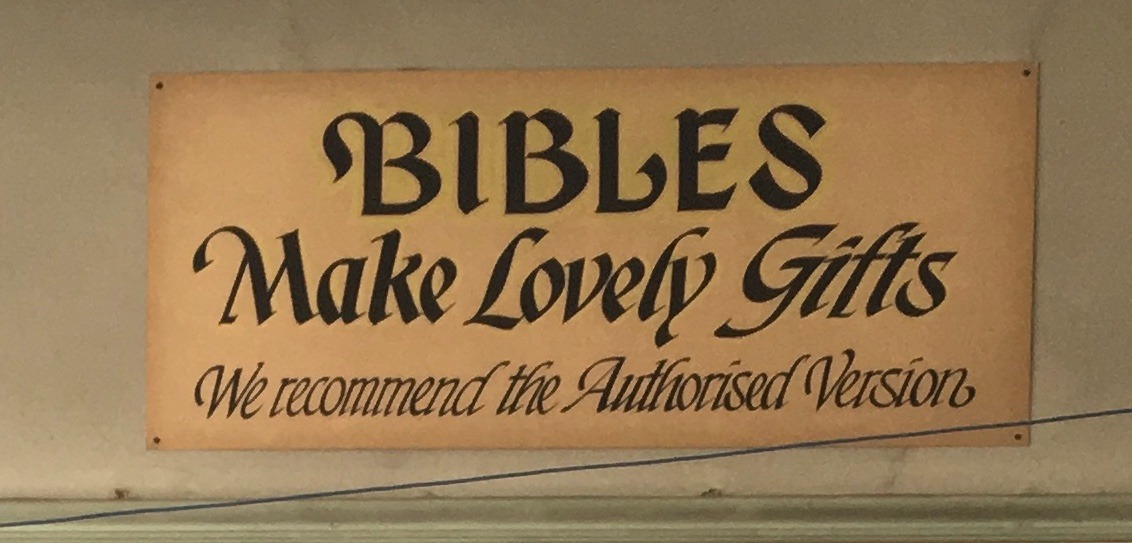 BIBLES
Make Lovely Gifts
We recommend the Authorised Version